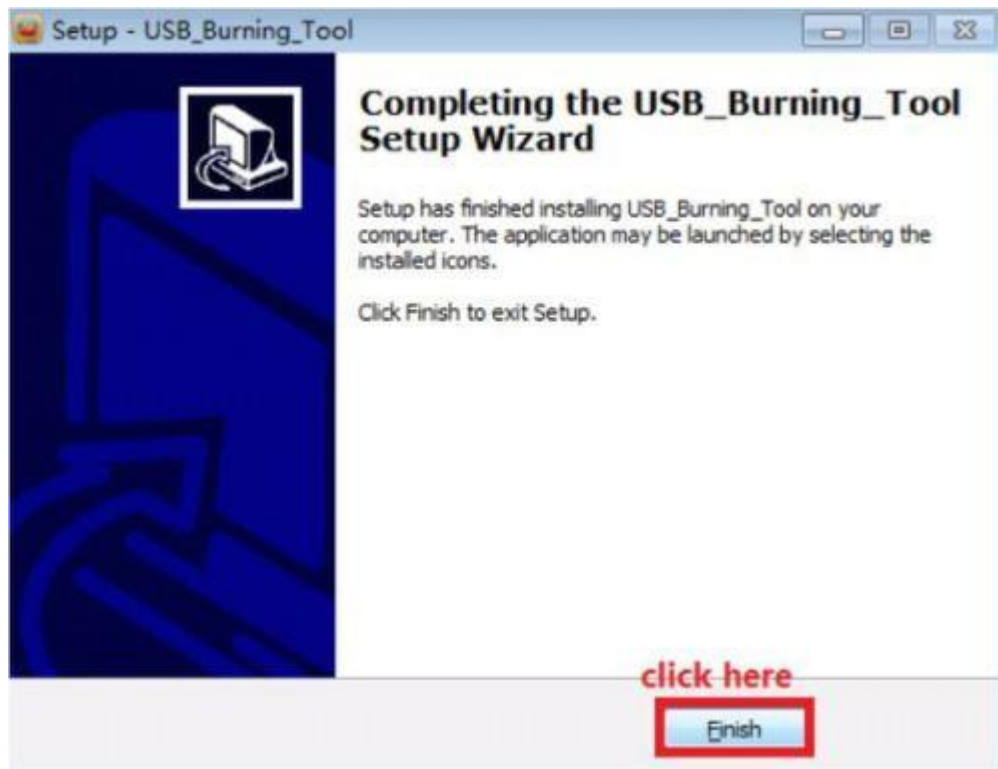 Setup - USB_Burning_Tool
Completing the USB_Burning_Tool
Setup Wizard
Setup has finished installing USB_Burning_Tool on your
computer. The application may be launched by selecting the
installed icons.
Click Finish to exit Setup.
click here
Finish